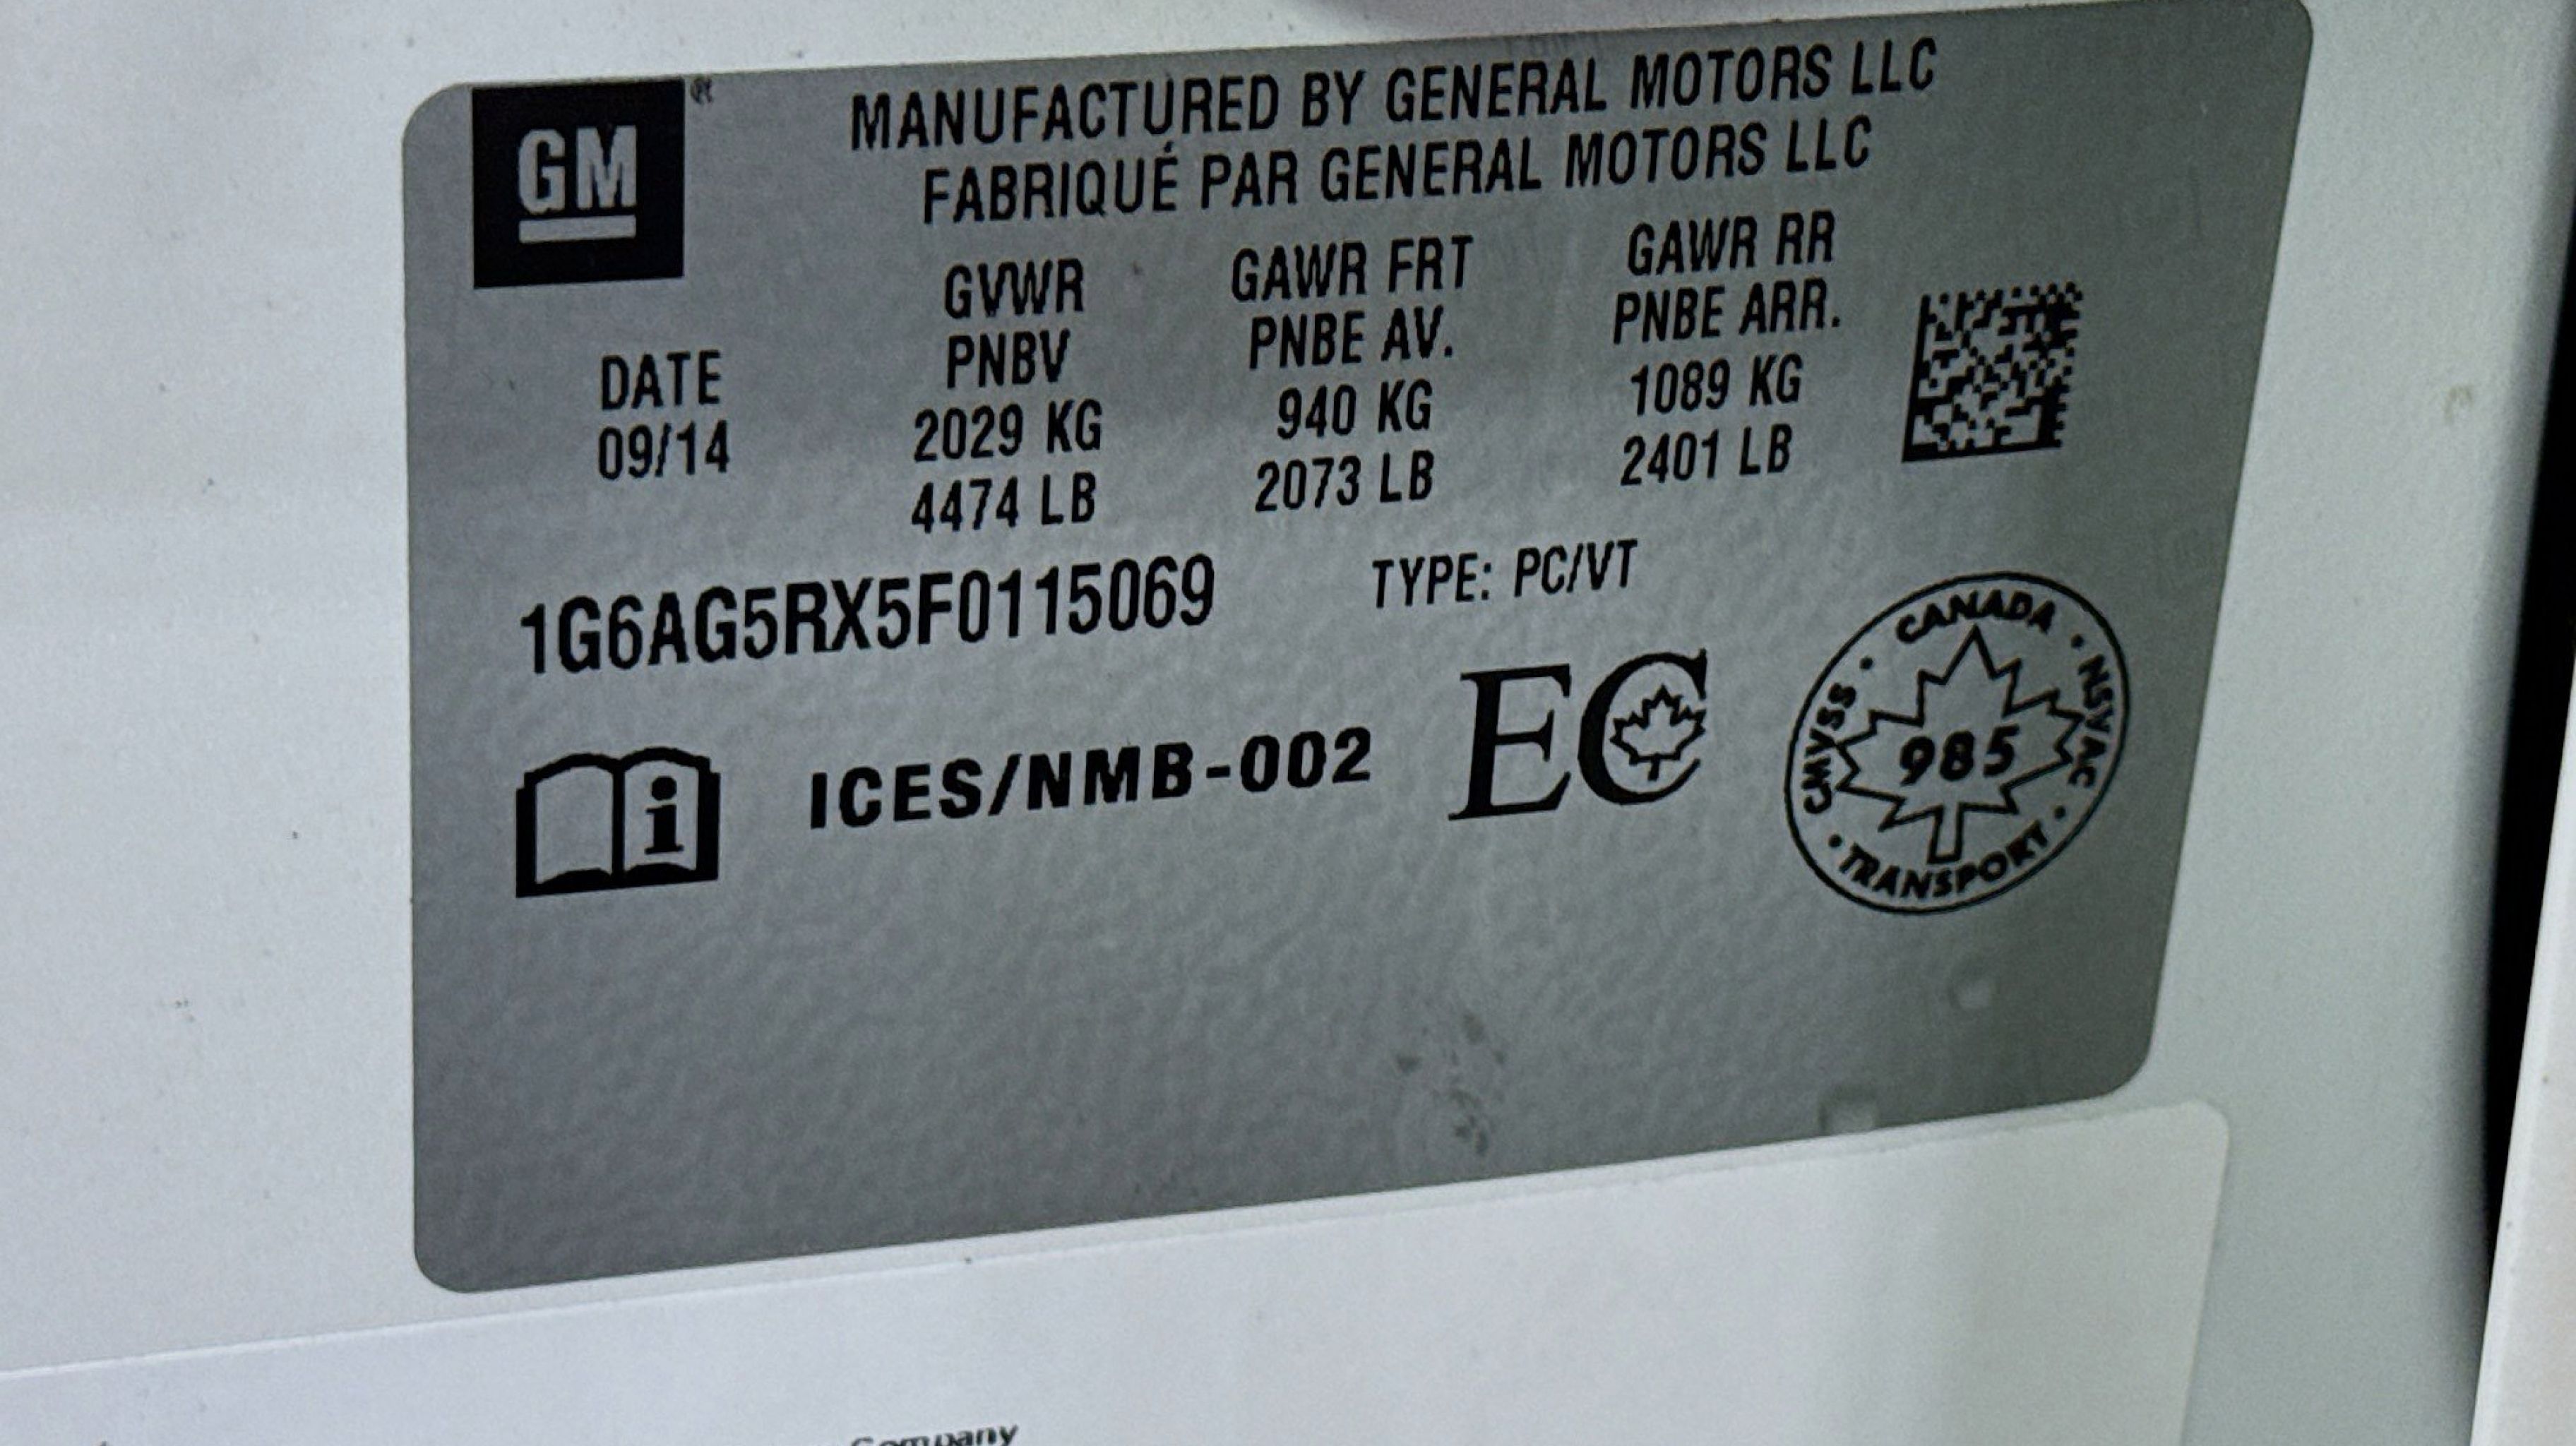 GM ®
MANUFACTURED BY GENERAL MOTORS LLC
FABRIQUÉ PAR GENERAL MOTORS LLC
DATE
09/14
GVWR
PNBV
2029 KG
4474 LB
GAWR FRT
PNBE AV.
940 KG
2073 LB
GAWR RR
PNBE ARR.
1089 KG
2401 LB
1G6AG5RX5F0115069
TYPE: PC/VT
i
ICES/NMB-002
EC
CANADA • NSVAC • TRANSPORT • CMVSS •
985
Company